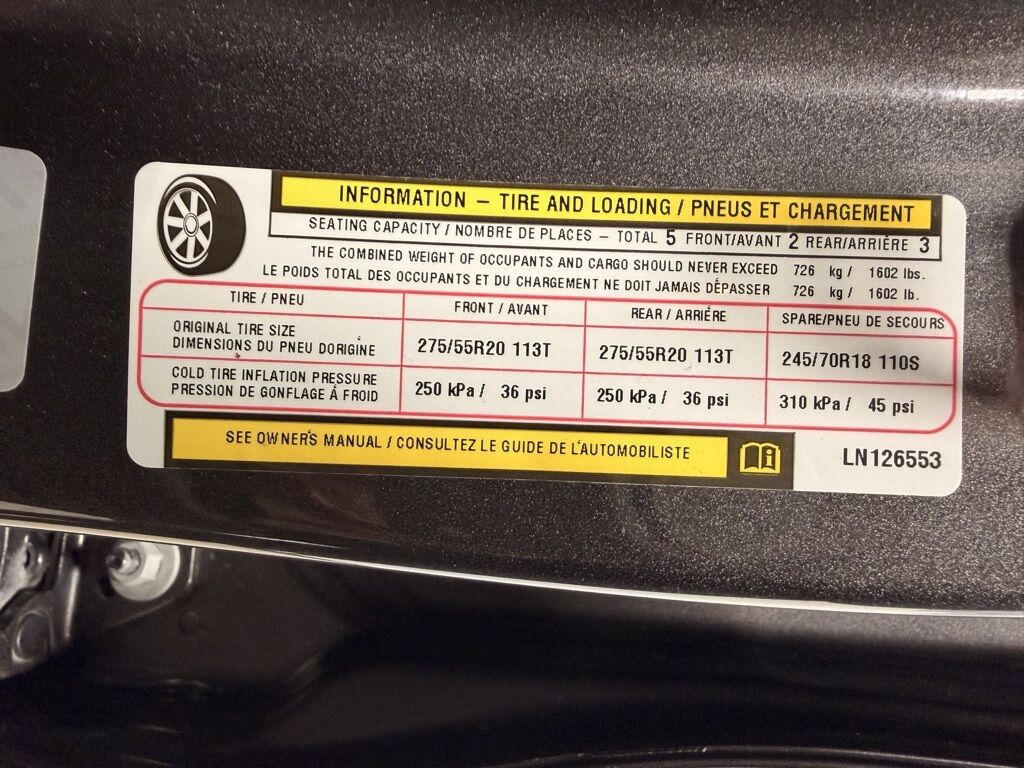 INFORMATION – TIRE AND LOADING / PNEUS ET CHARGEMENT
SEATING CAPACITY / NOMBRE DE PLACES – TOTAL 5 FRONT/AVANT 2 REAR/ARRIÈRE 3
THE COMBINED WEIGHT OF OCCUPANTS AND CARGO SHOULD NEVER EXCEED 726 kg / 1602 lbs.
LE POIDS TOTAL DES OCCUPANTS ET DU CHARGEMENT NE DOIT JAMAIS DÉPASSER 726 kg / 1602 lb.
TIRE / PNEU FRONT / AVANT REAR / ARRIÉRE SPARE/PNEU DE SECOURS
ORIGINAL TIRE SIZE
DIMENSIONS DU PNEU D'ORIGINE 275/55R20 113T 275/55R20 113T 245/70R18 110S
COLD TIRE INFLATION PRESSURE
PRESSION DE GONFLAGE À FROID 250 kPa / 36 psi 250 kPa / 36 psi 310 kPa / 45 psi
SEE OWNER'S MANUAL / CONSULTEZ LE GUIDE DE L'AUTOMOBILISTE
LN126553